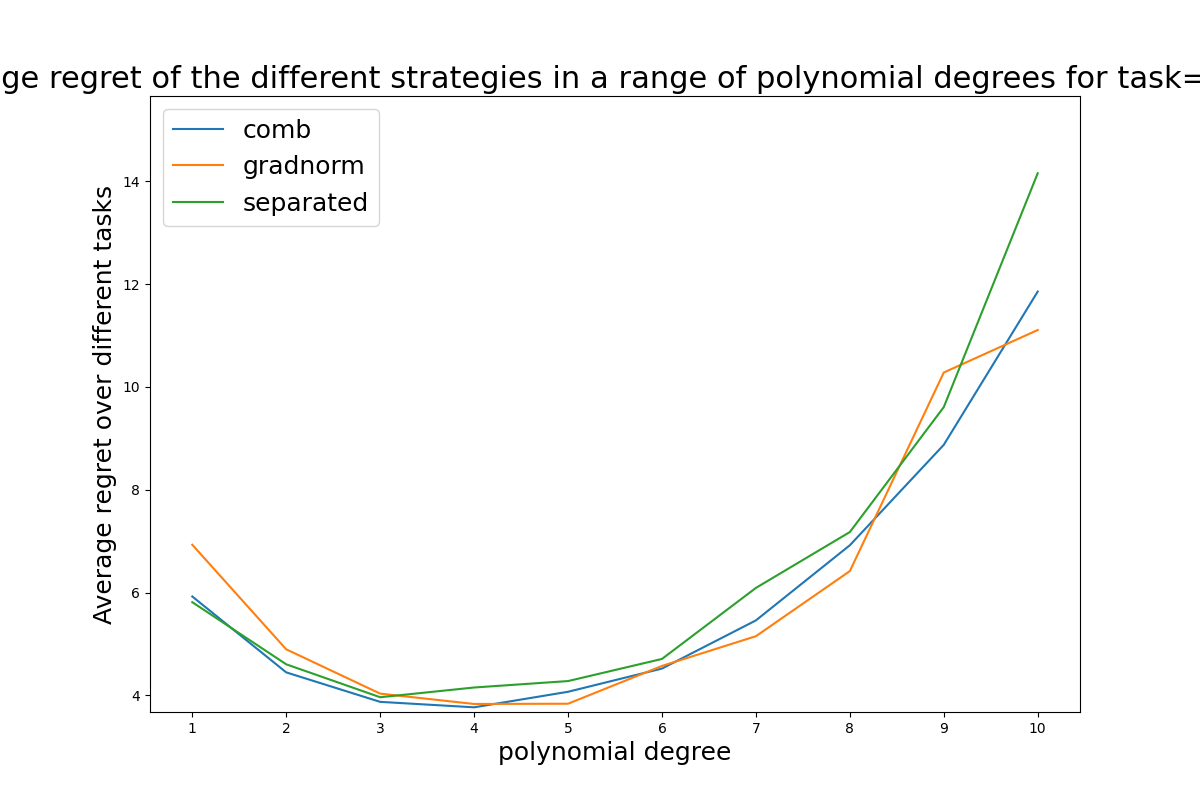 ge regret of the different strategies in a range of polynomial degrees for task=
comb
gradnorm
separated
Average regret over different tasks
14
12
10
8
6
4
1 2 3 4 5 6 7 8 9 10
polynomial degree